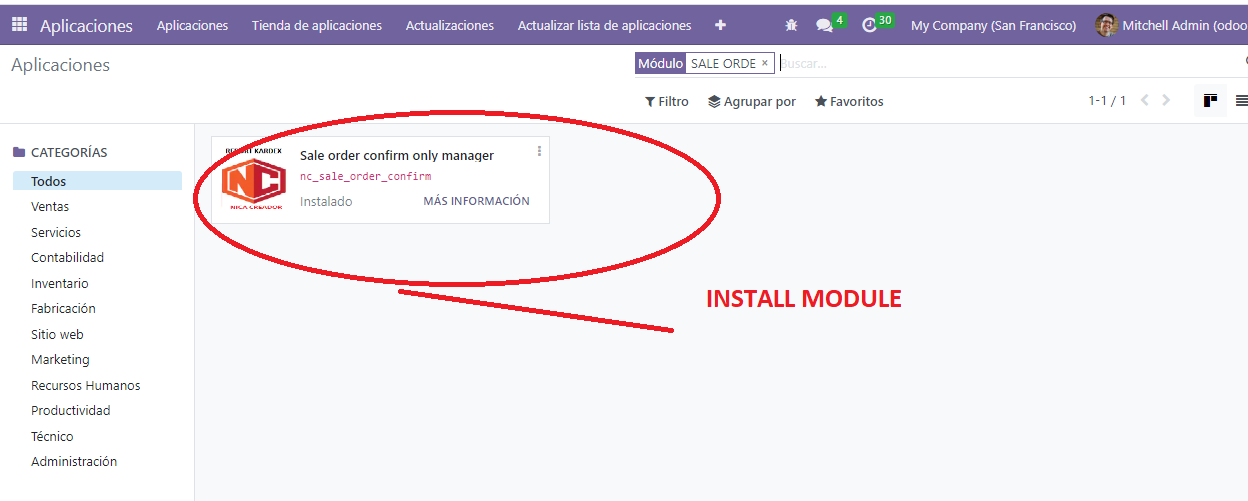 Aplicaciones Aplicaciones Tienda de aplicaciones Actualizaciones Actualizar lista de aplicaciones 4 30 My Company (San Francisco) Mitchell Admin (odoo
Aplicaciones
Módulo SALE ORDE × Buscar...
Filtro Agrupar por Favoritos 1-1 / 1
CATEGORÍAS
Todos
Ventas
Servicios
Contabilidad
Inventario
Fabricación
Sitio web
Marketing
Recursos Humanos
Productividad
Técnico
Administración
REPORT KARDEX
NC
NICA CREADOR
Sale order confirm only manager
nc_sale_order_confirm
Instalado MÁS INFORMACIÓN
INSTALL MODULE